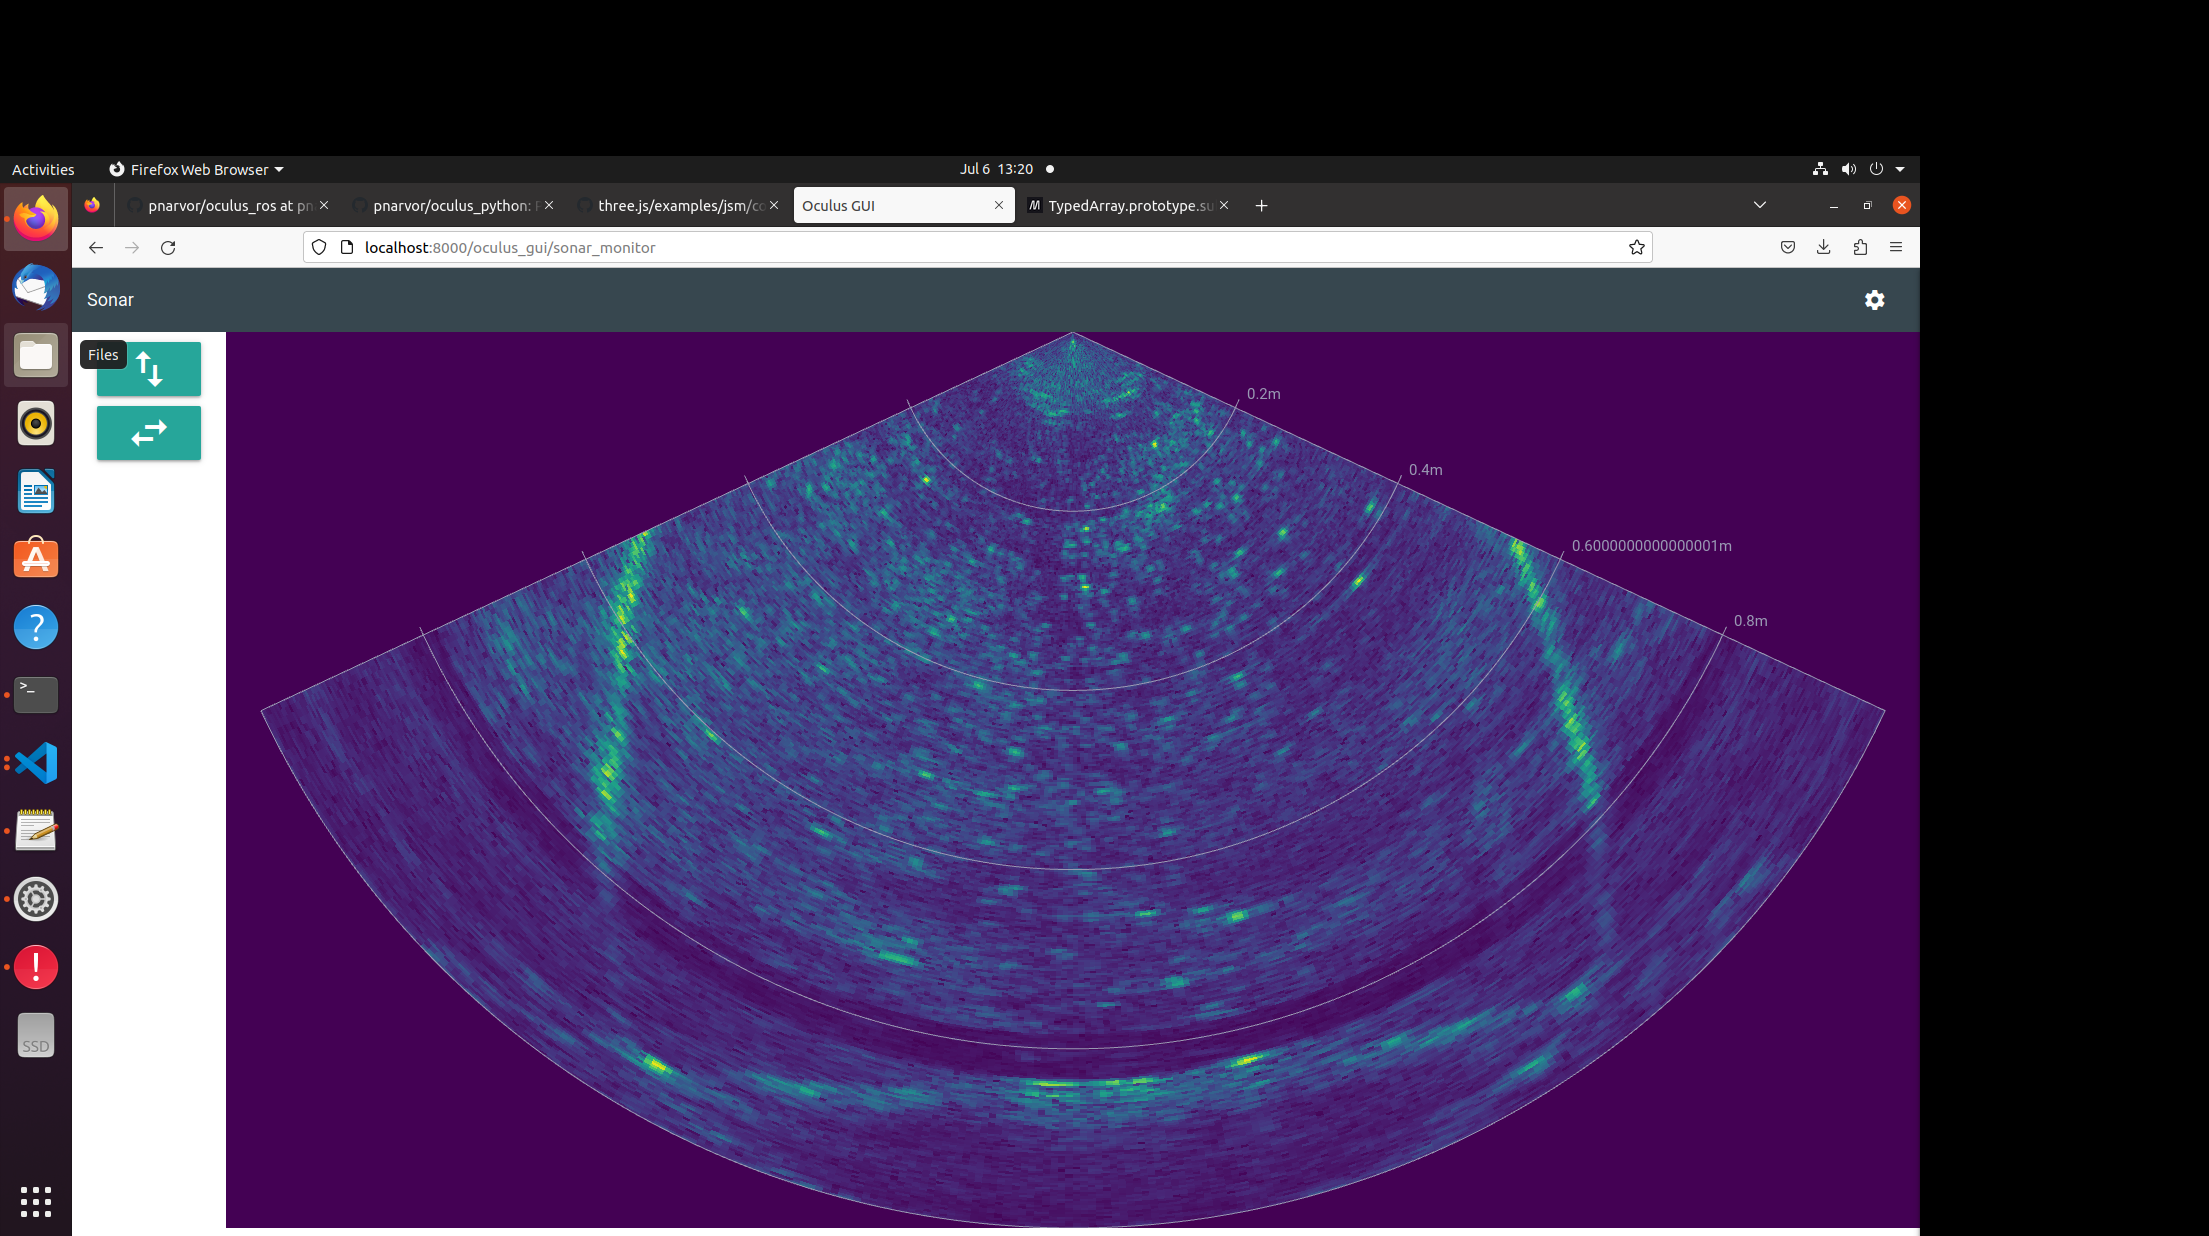 Activities
Firefox Web Browser
Jul 6 13:20
pnarvor/oculus_ros at pn
pnarvor/oculus_python: F
three.js/examples/jsm/co
Oculus GUI
M
TypedArray.prototype.su
localhost:8000/oculus_gui/sonar_monitor
Sonar
Files
0.2m
0.4m
0.6000000000000001m
0.8m
SSD